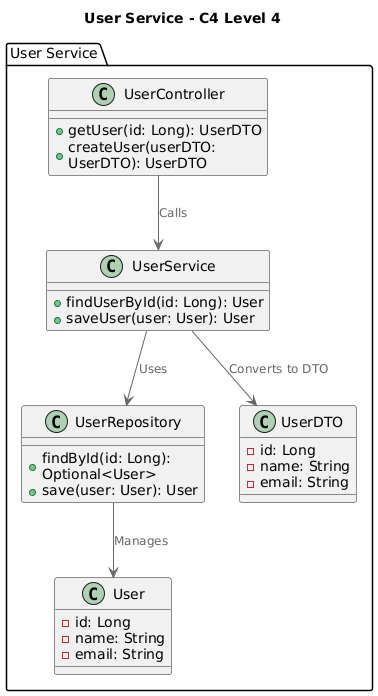 User Service - C4 Level 4
User Service
C UserController
getUser(id: Long): UserDTO
createUser(userDTO:
UserDTO): UserDTO
Calls
C UserService
findUserById(id: Long): User
saveUser(user: User): User
Uses
Converts to DTO
C UserRepository
findById(id: Long):
Optional<User>
save(user: User): User
C UserDTO
id: Long
name: String
email: String
Manages
C User
id: Long
name: String
email: String